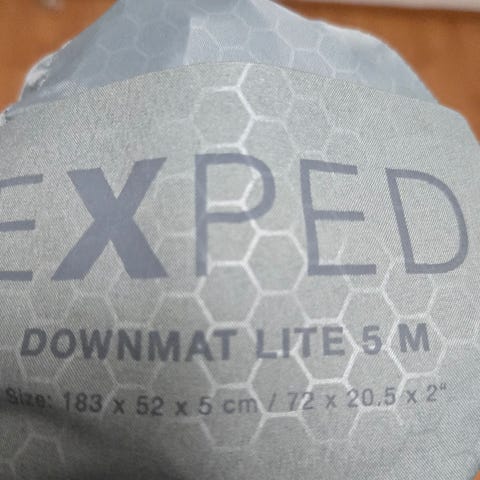 EXPED
DOWNMAT LITE 5 M
Size: 183 x 52 x 5 cm / 72 x 20.5 x 2"